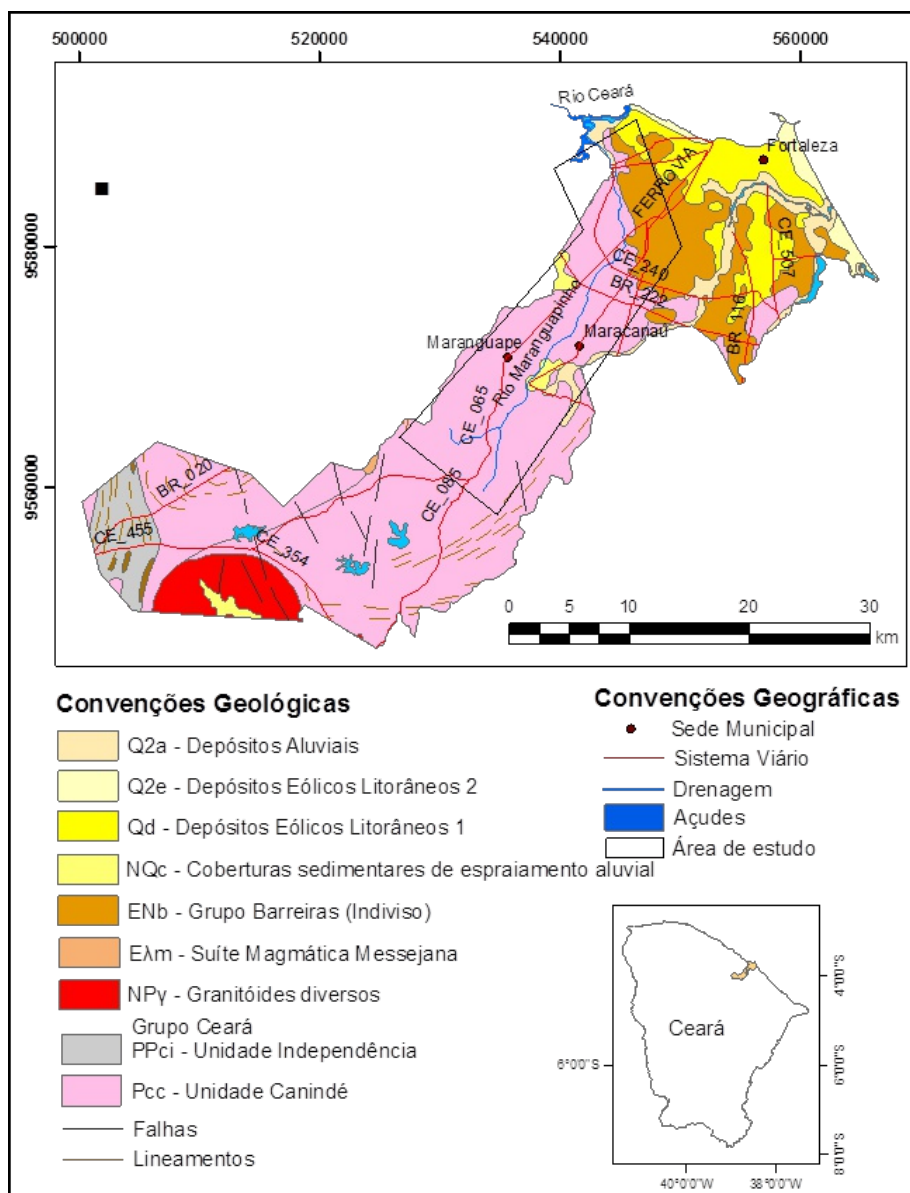 500000
520000
540000
560000
9580000
9560000
Rio Ceará
Fortaleza
FERROVIA
CE_507
CE_240
BR_222
BR_116
Maranguape
Rio Maranguapinho
Maracanaú
CE_065
CE_085
BR_020
CE_455
CE_354
0 5 10 20 30
km
Convenções Geológicas
Q2a - Depósitos Aluviais
Q2e - Depósitos Eólicos Litorâneos 2
Qd - Depósitos Eólicos Litorâneos 1
NQc - Coberturas sedimentares de espraiamento aluvial
ENb - Grupo Barreiras (Indiviso)
Eλm - Suíte Magmática Messejana
NPγ - Granitóides diversos
Grupo Ceará
PPci - Unidade Independência
Pcc - Unidade Canindé
Falhas
Lineamentos
Convenções Geográficas
Sede Municipal
Sistema Viário
Drenagem
Açudes
Área de estudo
Ceará
4°0'0"S
6°0'0"S
6°0'0"S
8°0'0"S
40°0'0"W
38°0'0"W